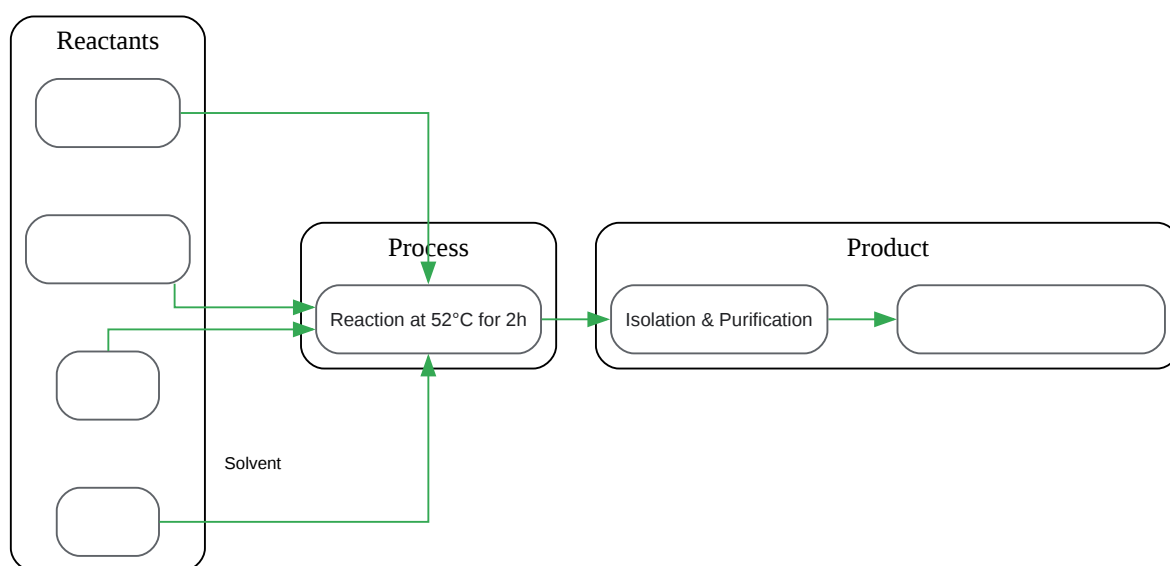 Reactants
Process
Product
Reaction at 52°C for 2h
Isolation & Purification
Solvent